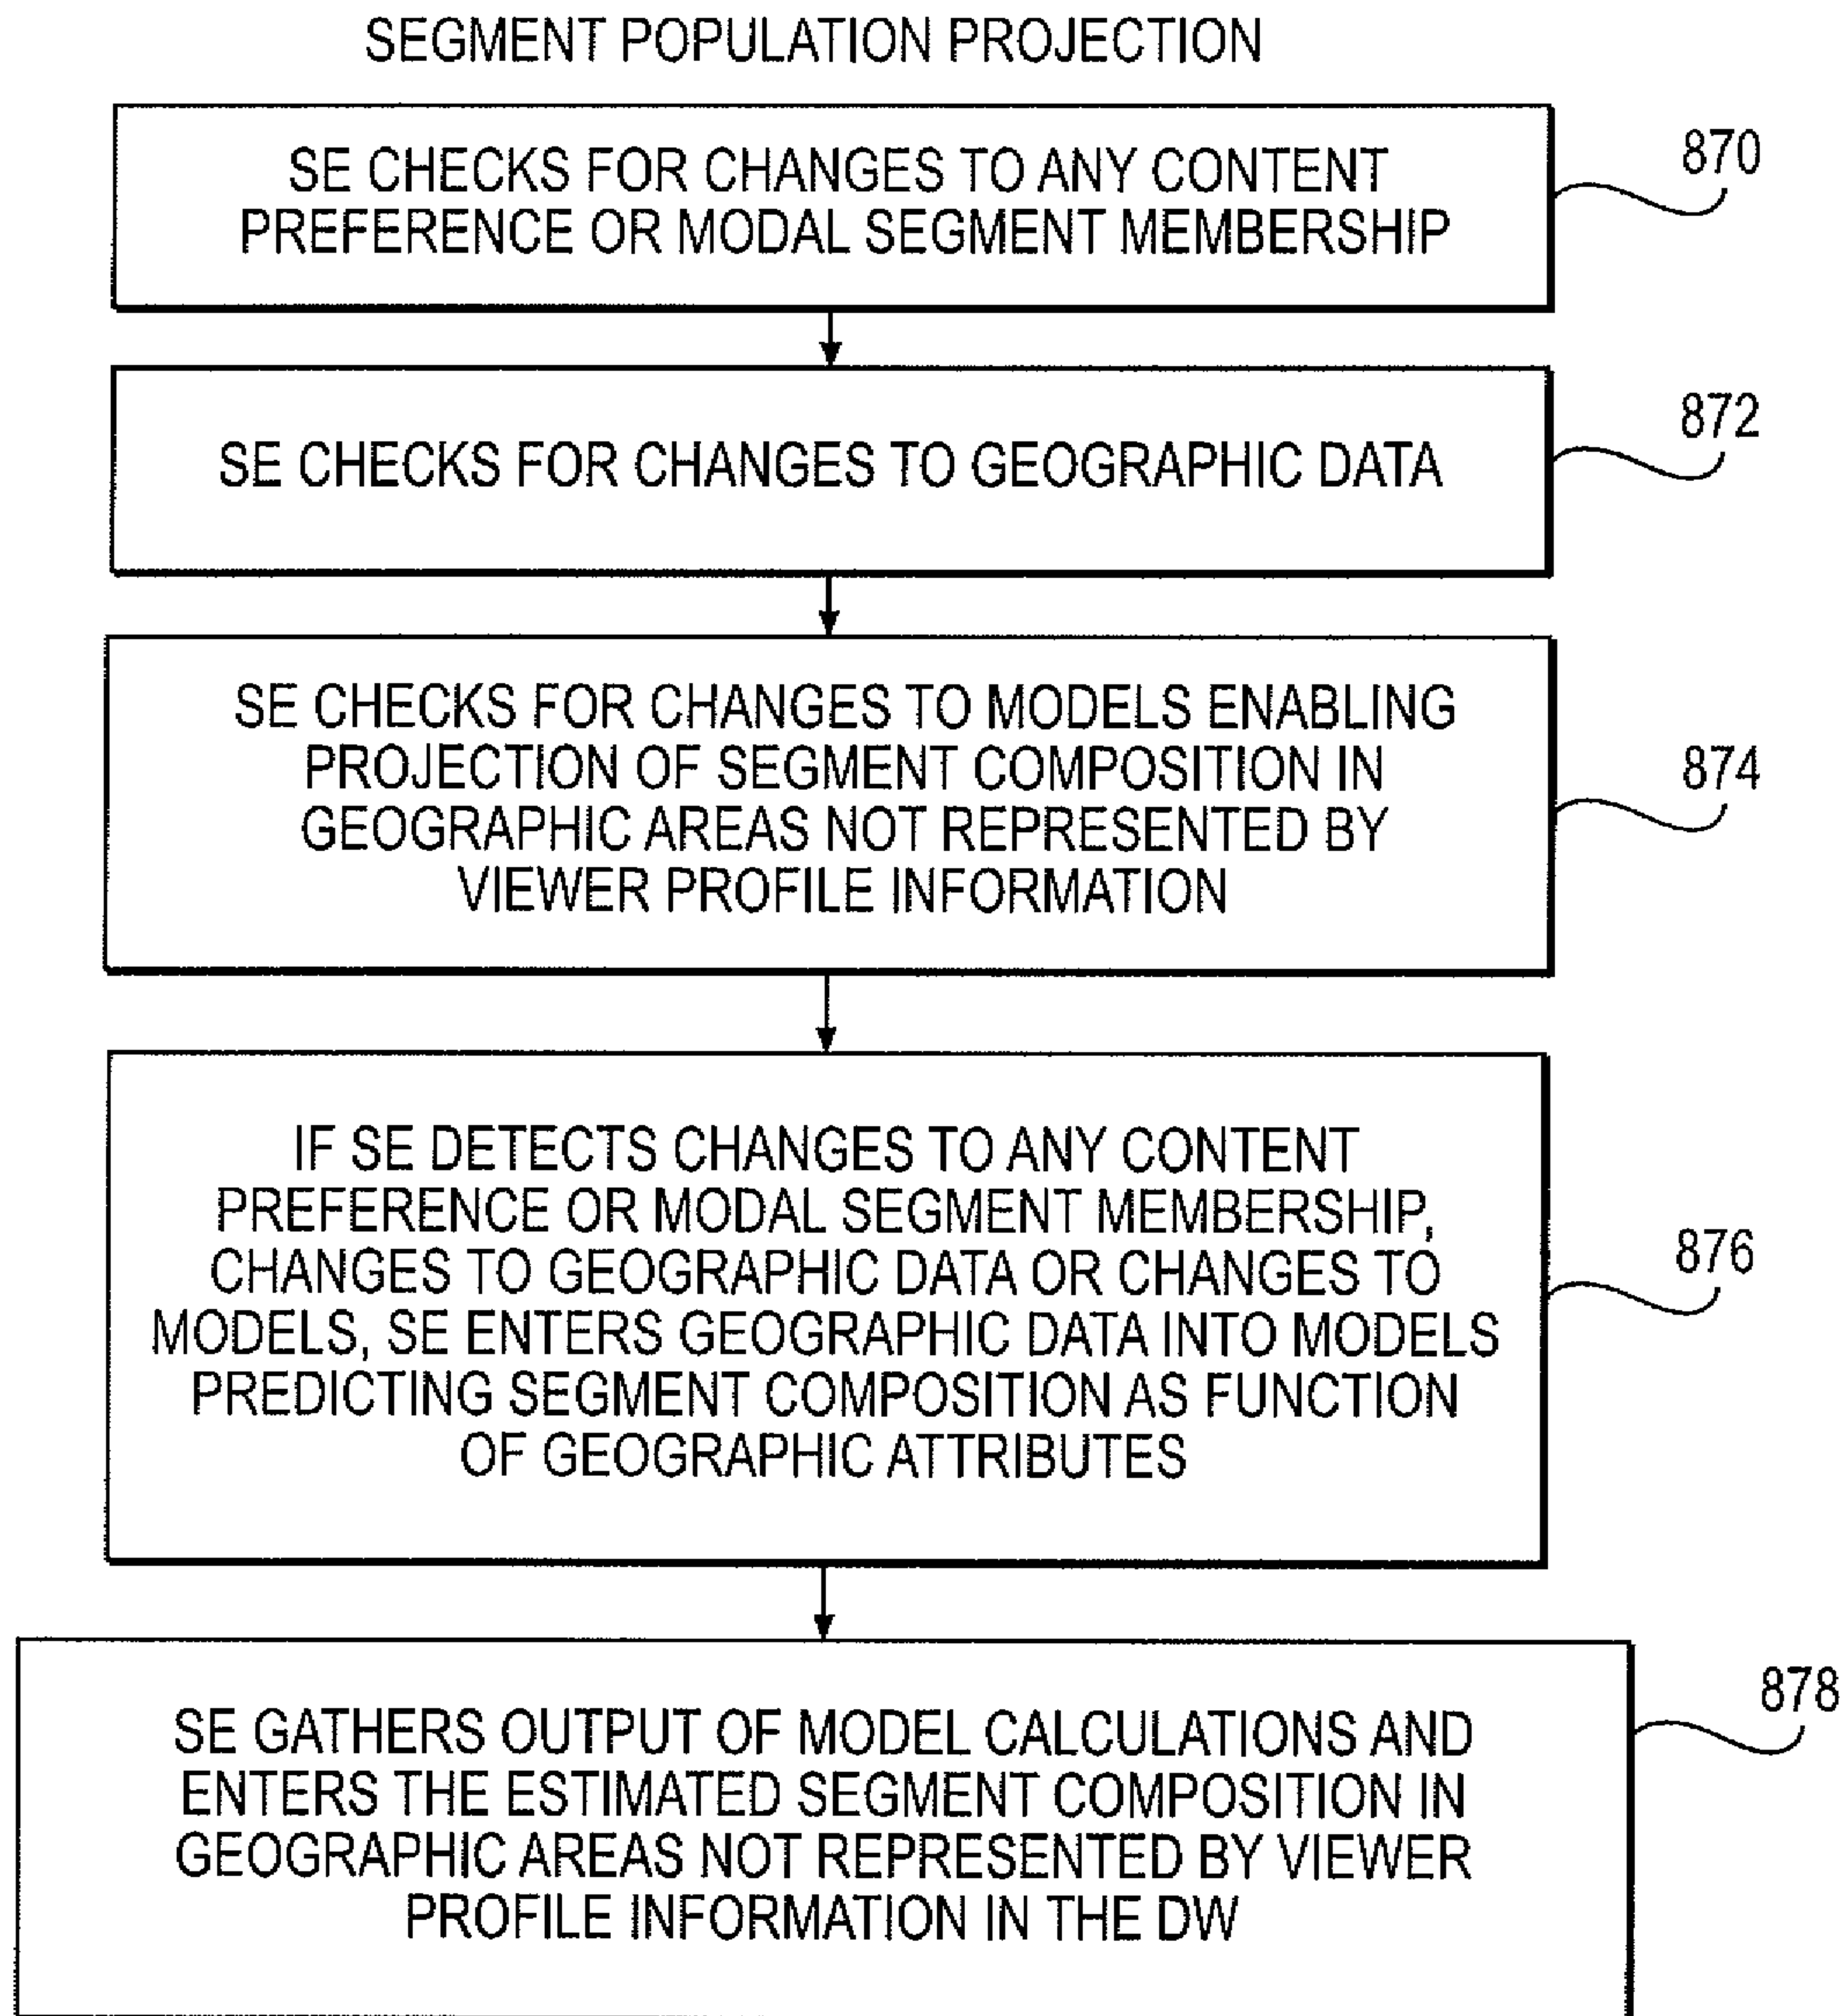 SEGMENT POPULATION PROJECTION
SE CHECKS FOR CHANGES TO ANY CONTENT
PREFERENCE OR MODAL SEGMENT MEMBERSHIP
870
SE CHECKS FOR CHANGES TO GEOGRAPHIC DATA
872
SE CHECKS FOR CHANGES TO MODELS ENABLING
PROJECTION OF SEGMENT COMPOSITION IN
GEOGRAPHIC AREAS NOT REPRESENTED BY
VIEWER PROFILE INFORMATION
874
IF SE DETECTS CHANGES TO ANY CONTENT
PREFERENCE OR MODAL SEGMENT MEMBERSHIP,
CHANGES TO GEOGRAPHIC DATA OR CHANGES TO
MODELS, SE ENTERS GEOGRAPHIC DATA INTO MODELS
PREDICTING SEGMENT COMPOSITION AS FUNCTION
OF GEOGRAPHIC ATTRIBUTES
876
SE GATHERS OUTPUT OF MODEL CALCULATIONS AND
ENTERS THE ESTIMATED SEGMENT COMPOSITION IN
GEOGRAPHIC AREAS NOT REPRESENTED BY VIEWER
PROFILE INFORMATION IN THE DW
878